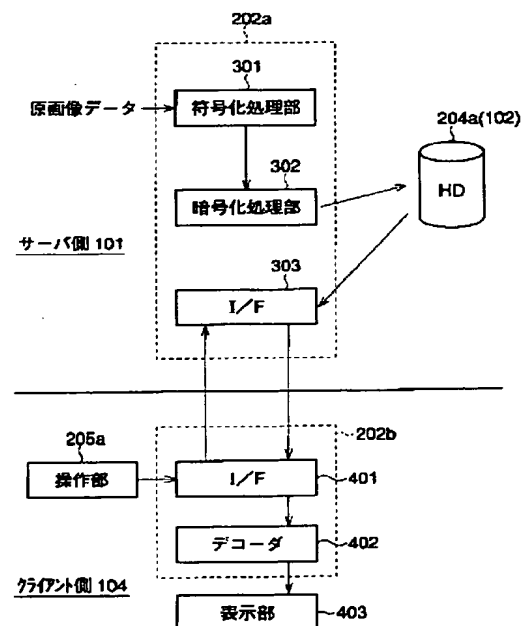 202a
301
原画像データ
符号化処理部
204a(102)
302
HD
暗号化処理部
サーバ側 101
303
I/F
205a
202b
操作部
I/F
401
デコーダ
402
クライアント側 104
表示部
403